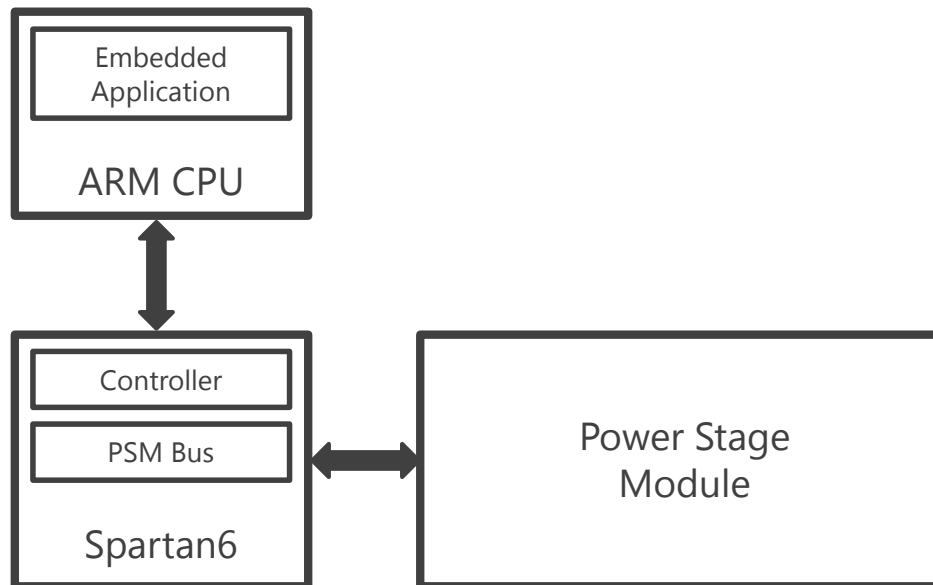 Embedded
Application
ARM CPU
Controller
PSM Bus
Spartan6
Power Stage
Module